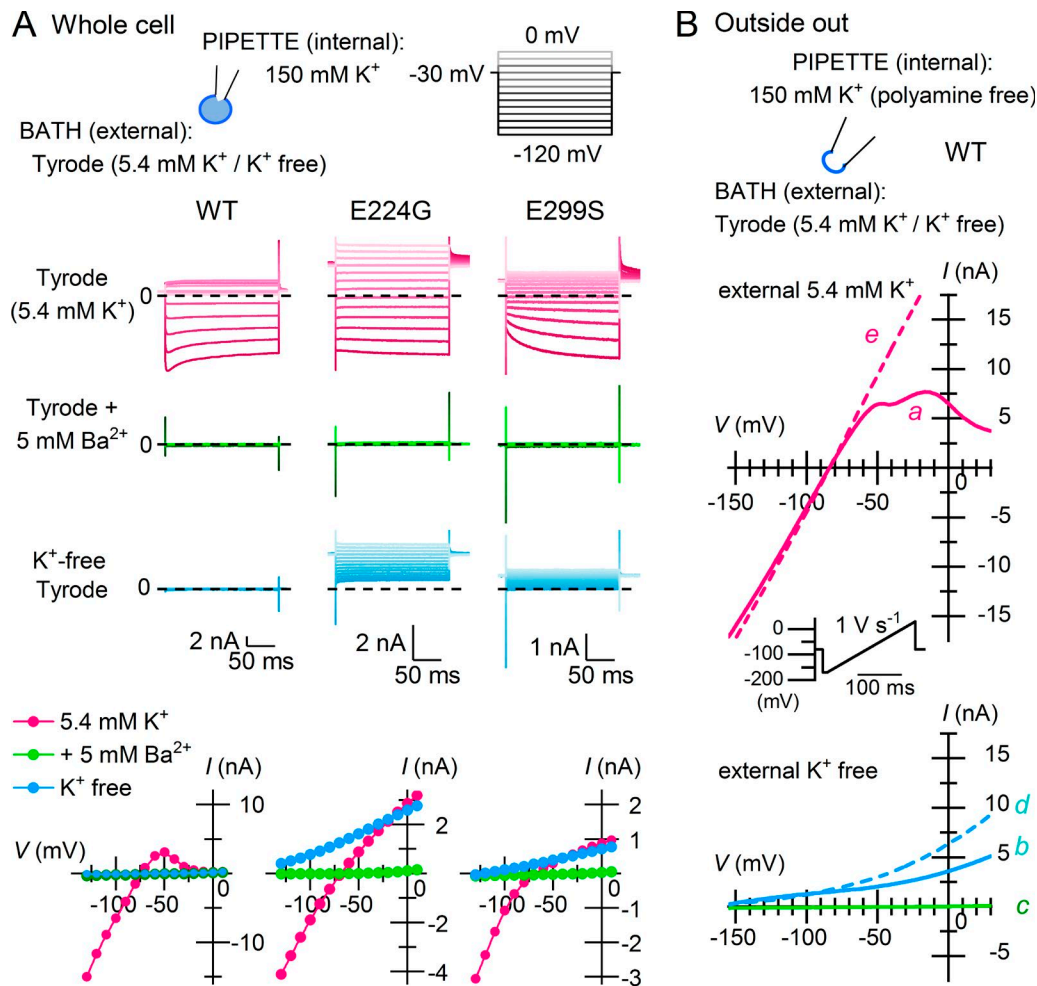 A Whole cell
PIPETTE (internal):
150 mM K⁺
BATH (external):
Tyrode (5.4 mM K⁺ / K⁺ free)
0 mV
-30 mV
-120 mV
WT
E224G
E299S
Tyrode
(5.4 mM K⁺)
0
Tyrode +
5 mM Ba²⁺
0
K⁺-free
Tyrode
0
2 nA
50 ms
2 nA
50 ms
1 nA
50 ms
5.4 mM K⁺
+ 5 mM Ba²⁺
K⁺ free
I (nA)
10
V (mV)
-100
-50
0
-10
I (nA)
2
-100
-50
0
-2
-4
I (nA)
2
1
-100
-50
0
-1
-2
-3
B Outside out
PIPETTE (internal):
150 mM K⁺ (polyamine free)
WT
BATH (external):
Tyrode (5.4 mM K⁺ / K⁺ free)
I (nA)
external 5.4 mM K⁺
15
e
10
a
5
V (mV)
-150
-100
-50
0
-5
-10
-15
0
-100
-200
(mV)
1 V s⁻¹
100 ms
I (nA)
15
external K⁺ free
10
d
V (mV)
5
b
c
-150
-100
-50
0
-5